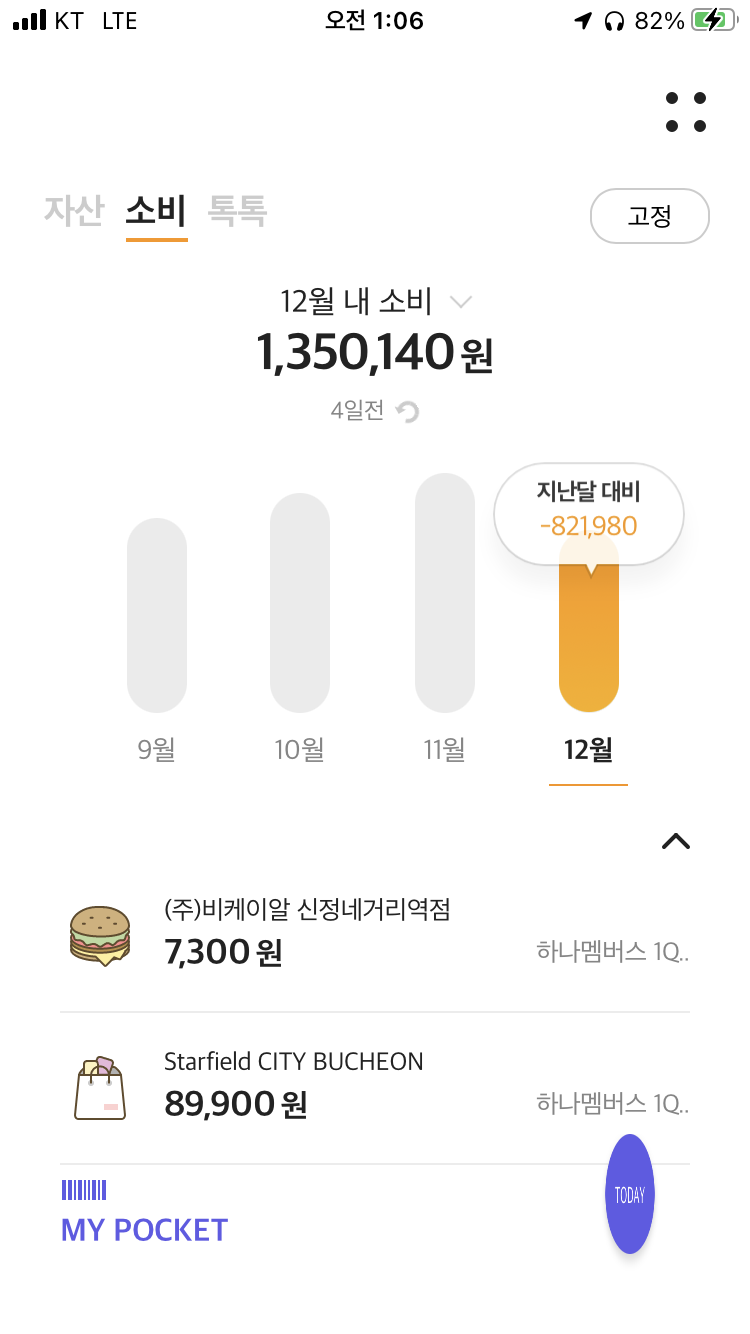 KT LTE 오전 1:06 82%
자산 소비 톡톡 고정
12월 내 소비
1,350,140원
4일전
지난달 대비
-821,980
9월 10월 11월 12월
(주)비케이알 신정네거리역점
7,300 원 하나멤버스 1Q..
Starfield CITY BUCHEON
89,900 원 하나멤버스 1Q..
TODAY
MY POCKET